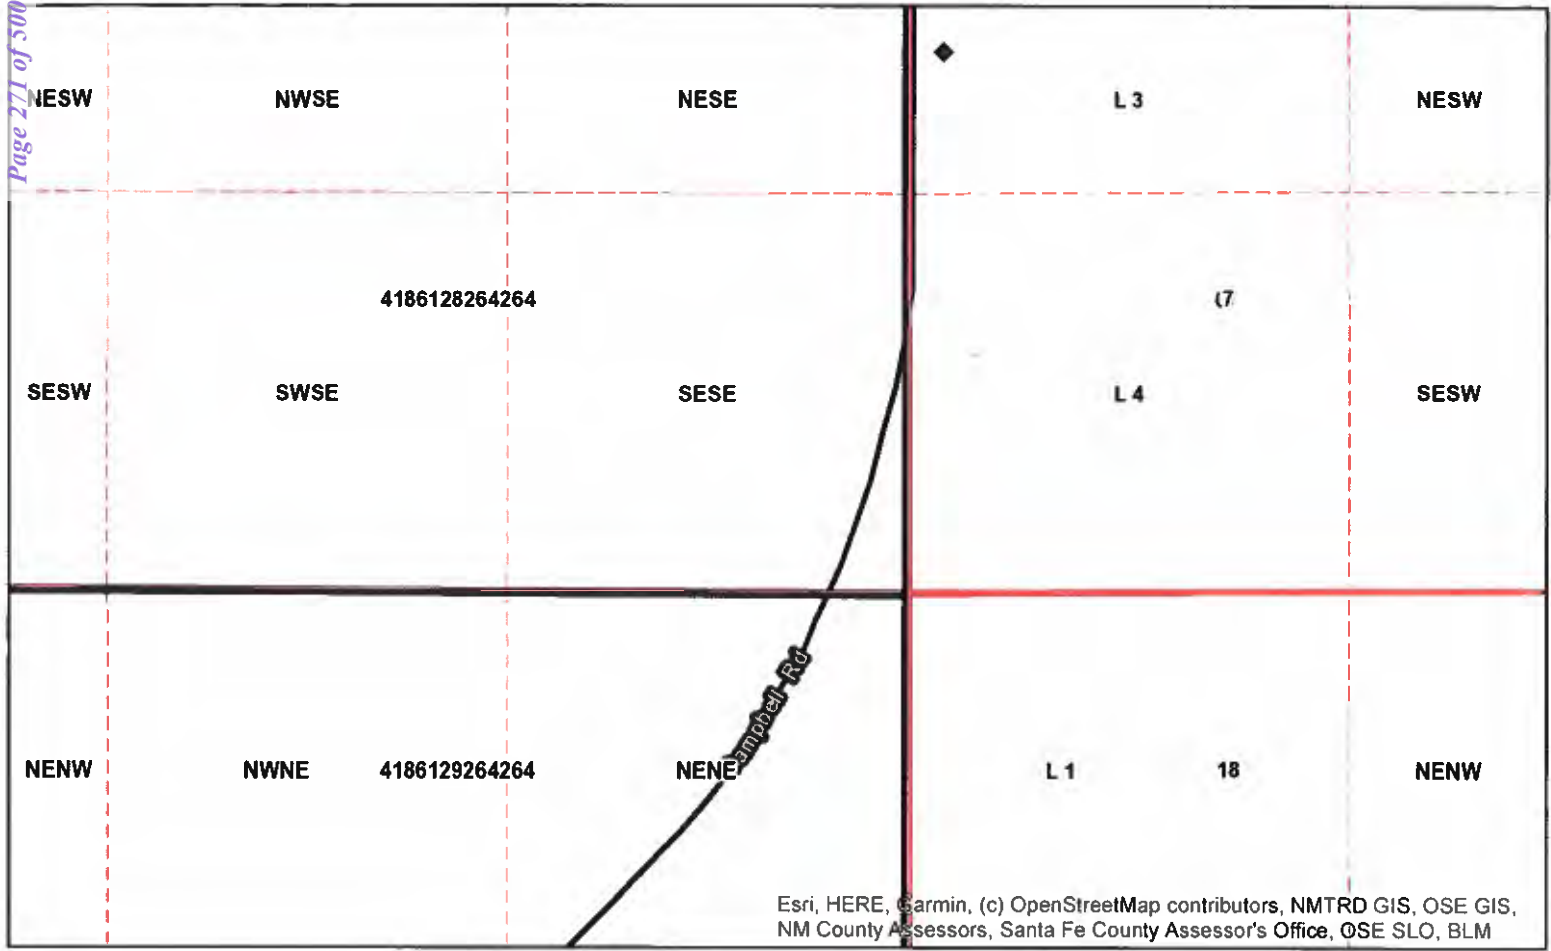 Page 271 of 500
NESW NWSE NESE L 3 NESW
4186128264264
SESW SWSE SESE L 4 SESW
ampbell Rd
NENW NWNE 4186129264264 NENE L 1 18 NENW
Esri, HERE, Garmin, (c) OpenStreetMap contributors, NMTRD GIS, OSE GIS,
NM County Assessors, Santa Fe County Assessor's Office, OSE SLO, BLM